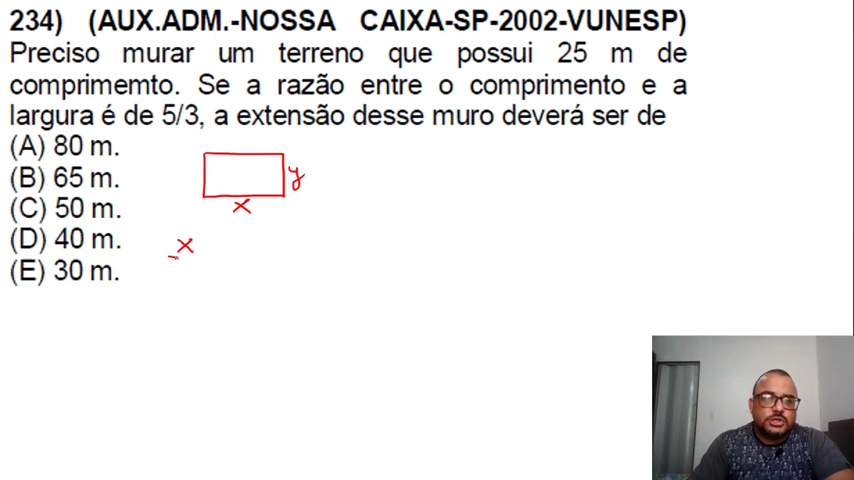 234) (AUX.ADM.-NOSSA CAIXA-SP-2002-VUNESP)
Preciso murar um terreno que possui 25 m de
comprimemto. Se a razão entre o comprimento e a
largura é de 5/3, a extensão desse muro deverá ser de
(A) 80 m.
(B) 65 m.
(C) 50 m.
(D) 40 m.
(E) 30 m.
y
x
x